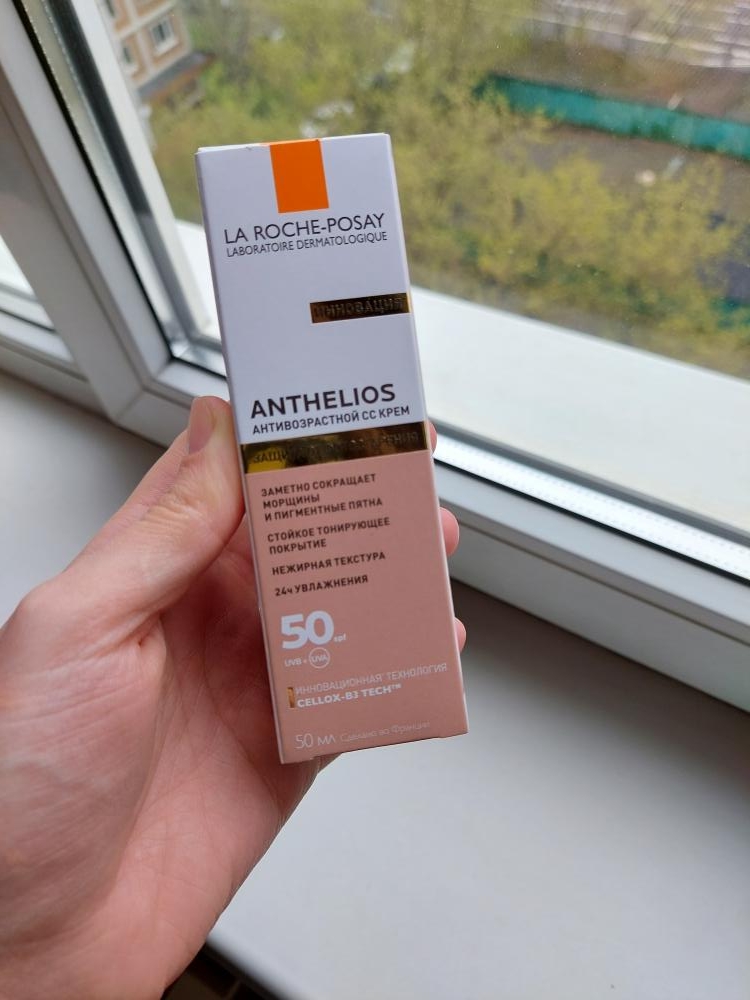 LA ROCHE-POSAY
LABORATOIRE DERMATOLOGIQUE
ИННОВАЦИЯ
ANTHELIOS
АНТИВОЗРАСТНОЙ СС КРЕМ
ЗАМЕТНО СОКРАЩАЕТ
МОРЩИНЫ
И ПИГМЕНТНЫЕ ПЯТНА
СТОЙКОЕ ТОНИРУЮЩЕЕ
ПОКРЫТИЕ
НЕЖИРНАЯ ТЕКСТУРА
24ч УВЛАЖНЕНИЯ
50 spf
UVB + UVA
ИННОВАЦИОННАЯ ТЕХНОЛОГИЯ
CELLOX-B3 TECH™
50 МЛ Сделано во Франции